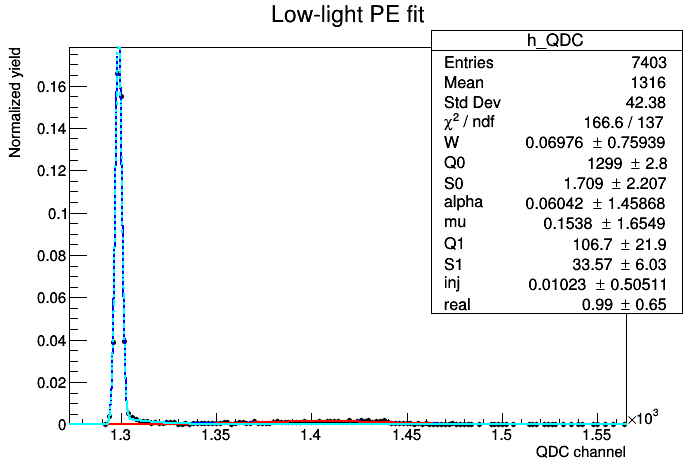 Low-light PE fit
Normalized yield
h_QDC
Entries 7403
Mean 1316
Std Dev 42.38
χ² / ndf 166.6 / 137
W 0.06976 ± 0.75939
Q0 1299 ± 2.8
S0 1.709 ± 2.207
alpha 0.06042 ± 1.45868
mu 0.1538 ± 1.6549
Q1 106.7 ± 21.9
S1 33.57 ± 6.03
inj 0.01023 ± 0.50511
real 0.99 ± 0.65
0.16
0.14
0.12
0.1
0.08
0.06
0.04
0.02
0
1.3 1.35 1.4 1.45 1.5 1.55 ×10³
QDC channel